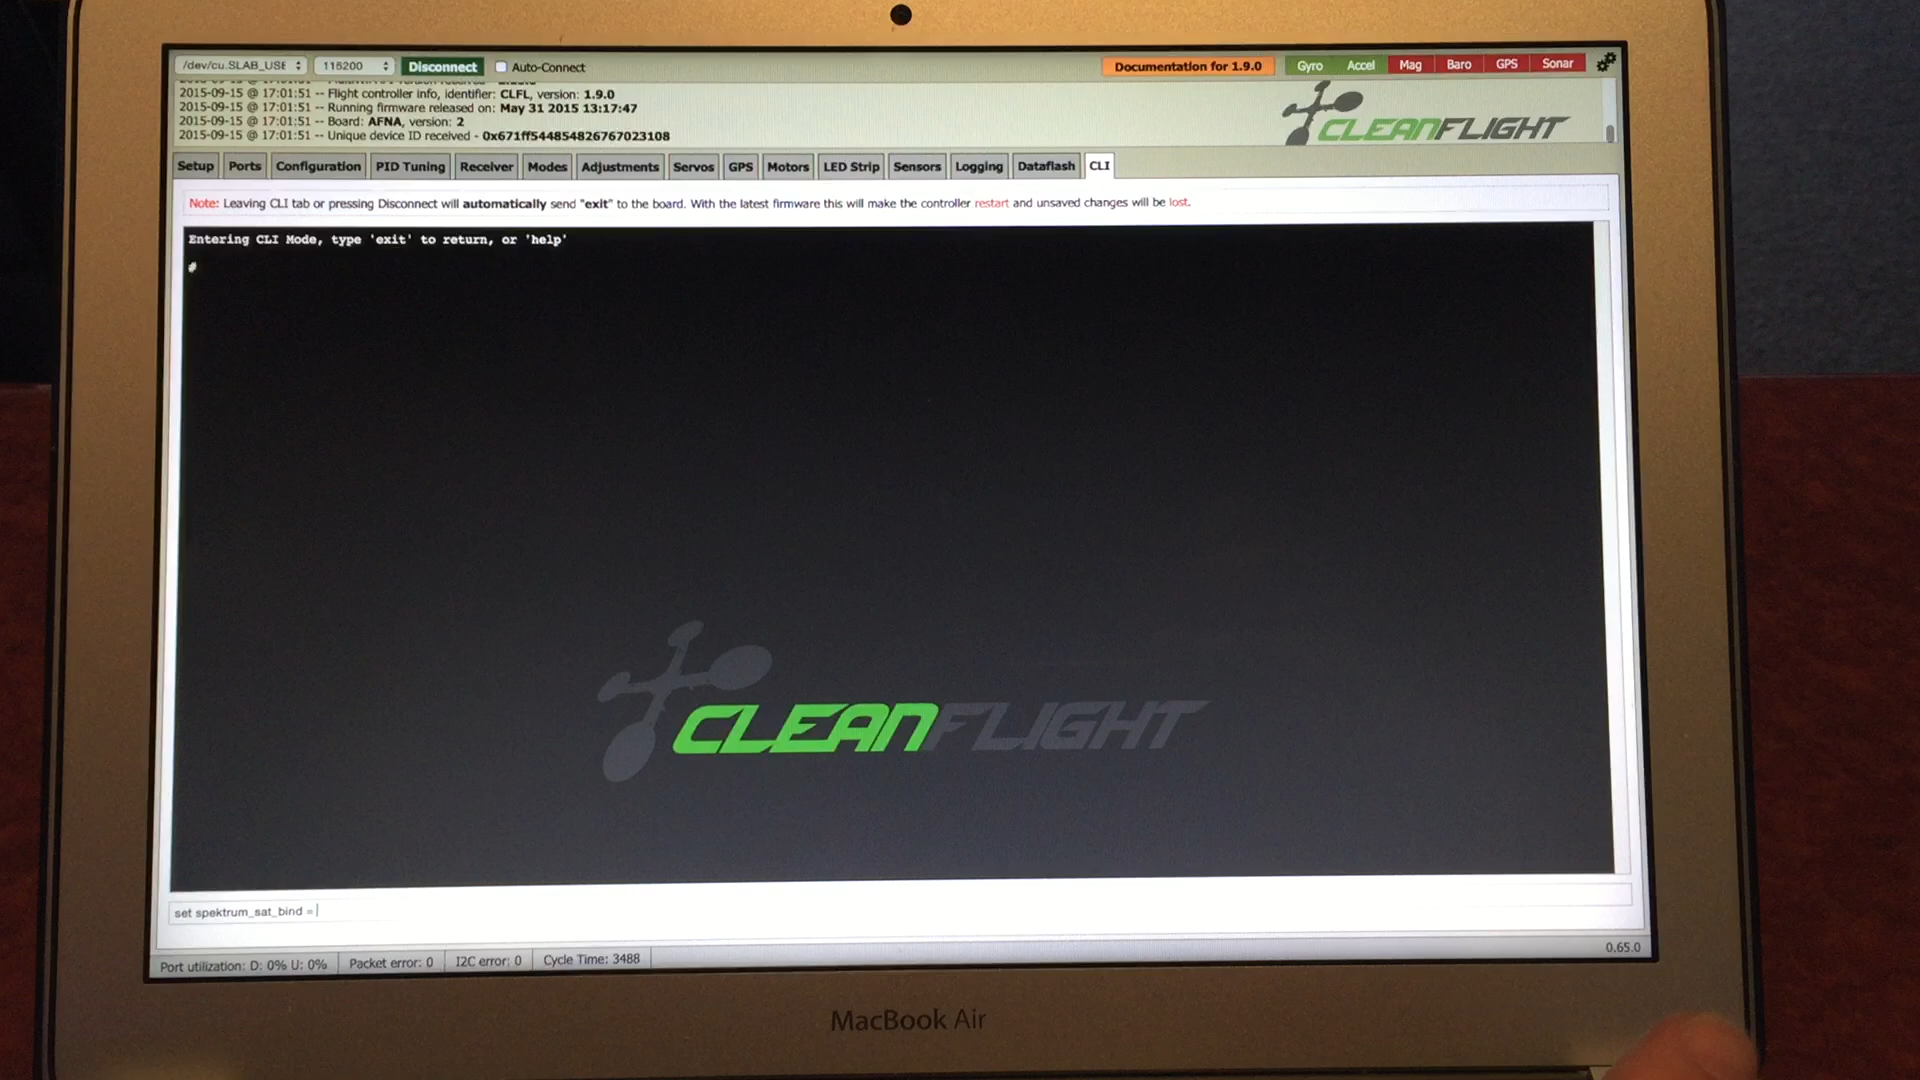 /dev/cu.SLAB_USE 115200 Disconnect Auto-Connect Documentation for 1.9.0 Gyro Accel Mag Baro GPS Sonar
2015-09-15 @ 17:01:51 -- Flight controller info, identifier: CLFL, version: 1.9.0
2015-09-15 @ 17:01:51 -- Running firmware released on: May 31 2015 13:17:47
2015-09-15 @ 17:01:51 -- Board: AFNA, version: 2
2015-09-15 @ 17:01:51 -- Unique device ID received - 0x671ff544854826767023108
CLEANFLIGHT
Setup Ports Configuration PID Tuning Receiver Modes Adjustments Servos GPS Motors LED Strip Sensors Logging Dataflash CLI
Note: Leaving CLI tab or pressing Disconnect will automatically send "exit" to the board. With the latest firmware this will make the controller restart and unsaved changes will be lost.
Entering CLI Mode, type 'exit' to return, or 'help'
#
CLEANFLIGHT
set spektrum_sat_bind =
Port utilization: D: 0% U: 0% Packet error: 0 I2C error: 0 Cycle Time: 3488 0.65.0
MacBook Air